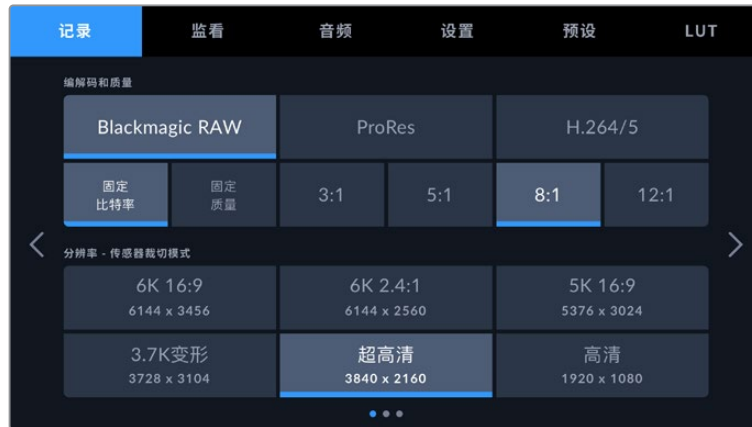 记录 监看 音频 设置 预设 LUT
编解码和质量
Blackmagic RAW ProRes H.264/5
固定
比特率
固定
质量
3:1 5:1 8:1 12:1
分辨率 - 传感器裁切模式
6K 16:9
6144 x 3456
6K 2.4:1
6144 x 2560
5K 16:9
5376 x 3024
3.7K变形
3728 x 3104
超高清
3840 x 2160
高清
1920 x 1080